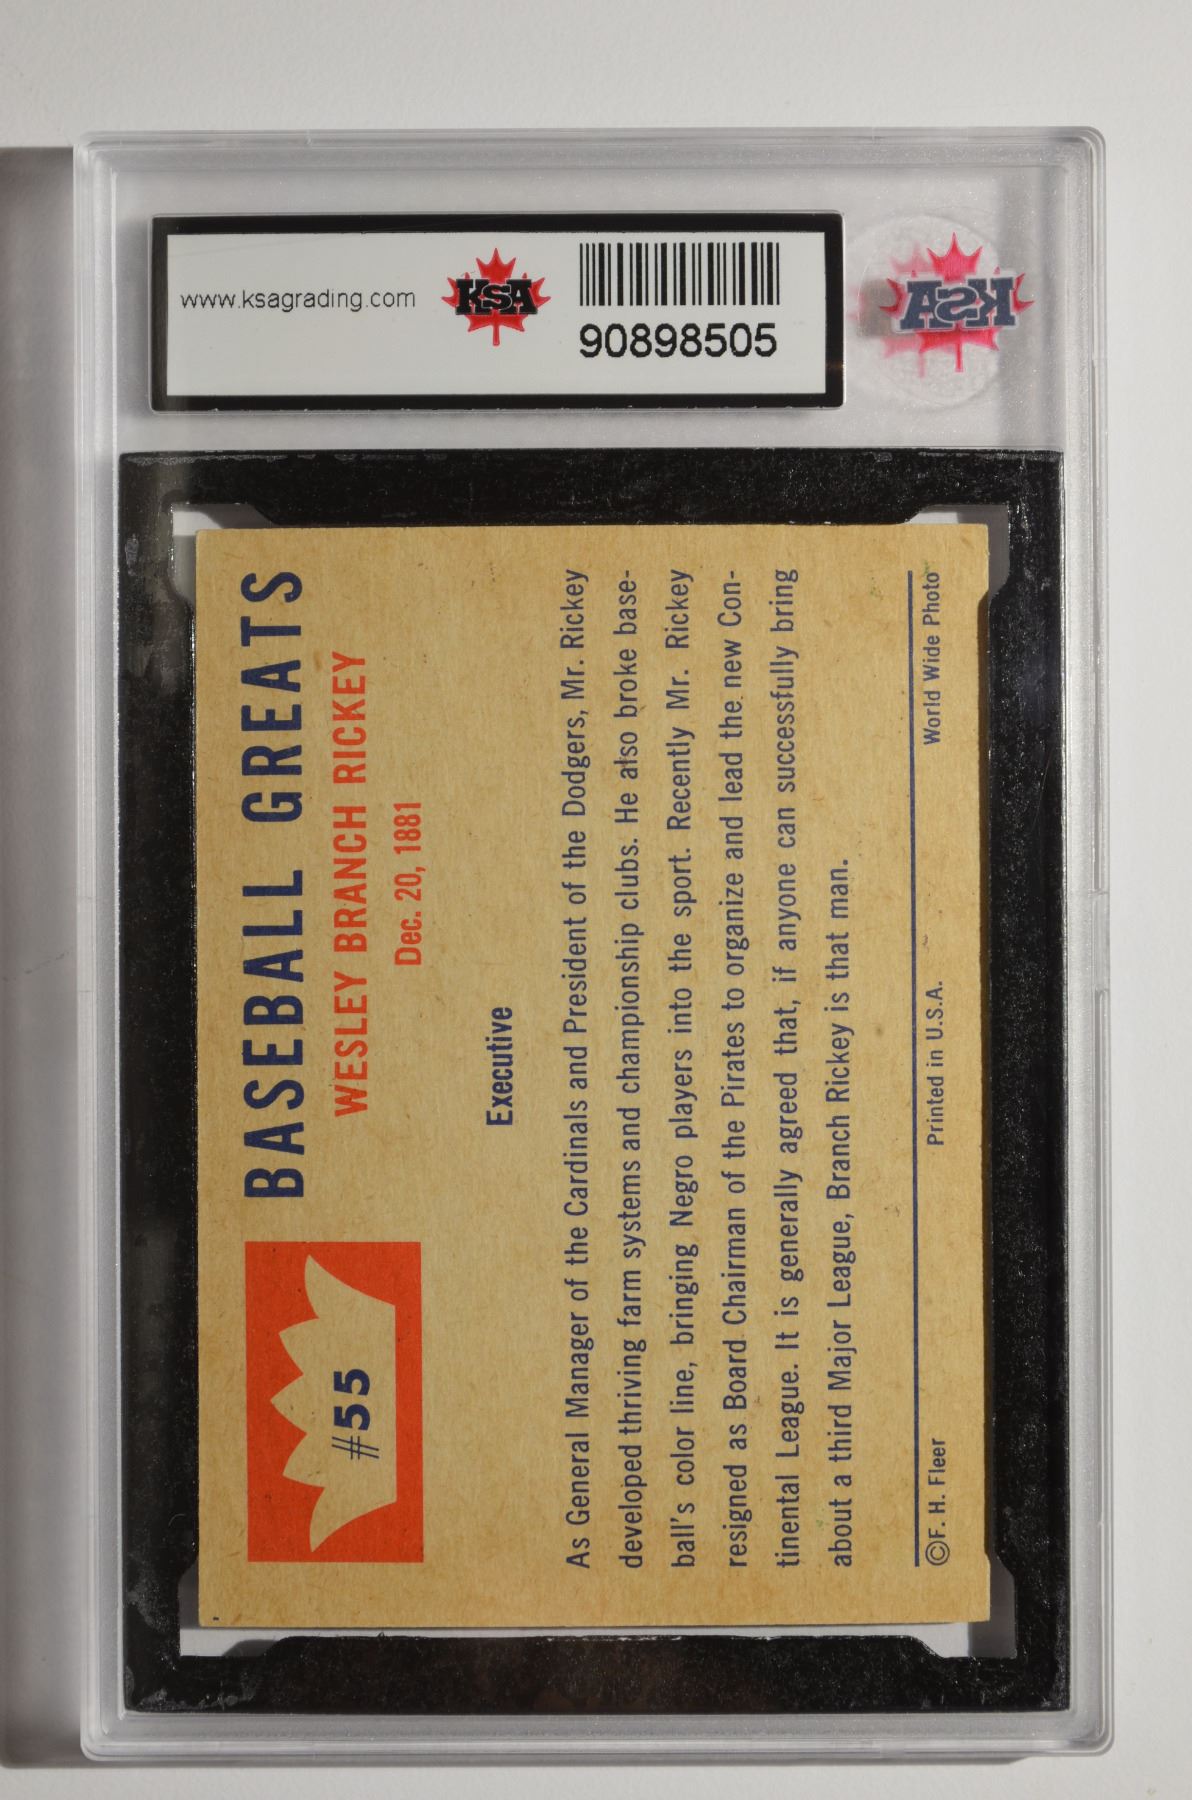 www.ksagrading.com
KSA
90898505
KSA
#55
BASEBALL GREATS
WESLEY BRANCH RICKEY
Dec. 20, 1881
Executive
As General Manager of the Cardinals and President of the Dodgers, Mr. Rickey
developed thriving farm systems and championship clubs. He also broke base-
ball's color line, bringing Negro players into the sport. Recently Mr. Rickey
resigned as Board Chairman of the Pirates to organize and lead the new Con-
tinental League. It is generally agreed that, if anyone can successfully bring
about a third Major League, Branch Rickey is that man.
©F. H. Fleer
Printed in U.S.A.
World Wide Photo